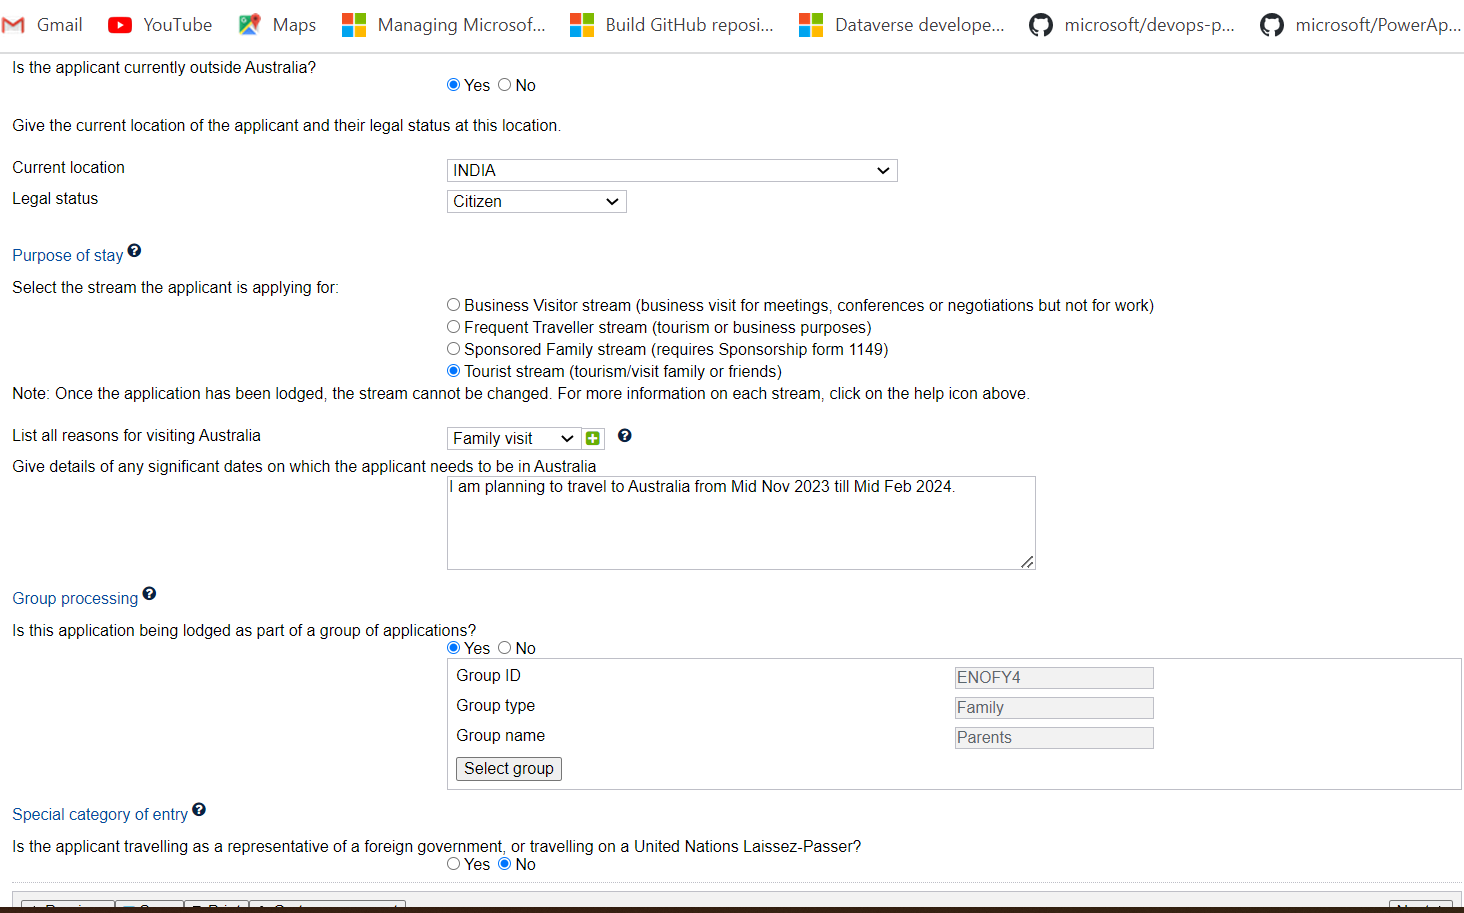 Gmail YouTube Maps Managing Microsof... Build GitHub reposi... Dataverse develope... microsoft/devops-p... microsoft/PowerAp...
Is the applicant currently outside Australia?
Yes No
Give the current location of the applicant and their legal status at this location.
Current location INDIA
Legal status Citizen
Purpose of stay
Select the stream the applicant is applying for:
Business Visitor stream (business visit for meetings, conferences or negotiations but not for work)
Frequent Traveller stream (tourism or business purposes)
Sponsored Family stream (requires Sponsorship form 1149)
Tourist stream (tourism/visit family or friends)
Note: Once the application has been lodged, the stream cannot be changed. For more information on each stream, click on the help icon above.
List all reasons for visiting Australia Family visit
Give details of any significant dates on which the applicant needs to be in Australia
I am planning to travel to Australia from Mid Nov 2023 till Mid Feb 2024.
Group processing
Is this application being lodged as part of a group of applications?
Yes No
Group ID ENOFY4
Group type Family
Group name Parents
Select group
Special category of entry
Is the applicant travelling as a representative of a foreign government, or travelling on a United Nations Laissez-Passer?
Yes No